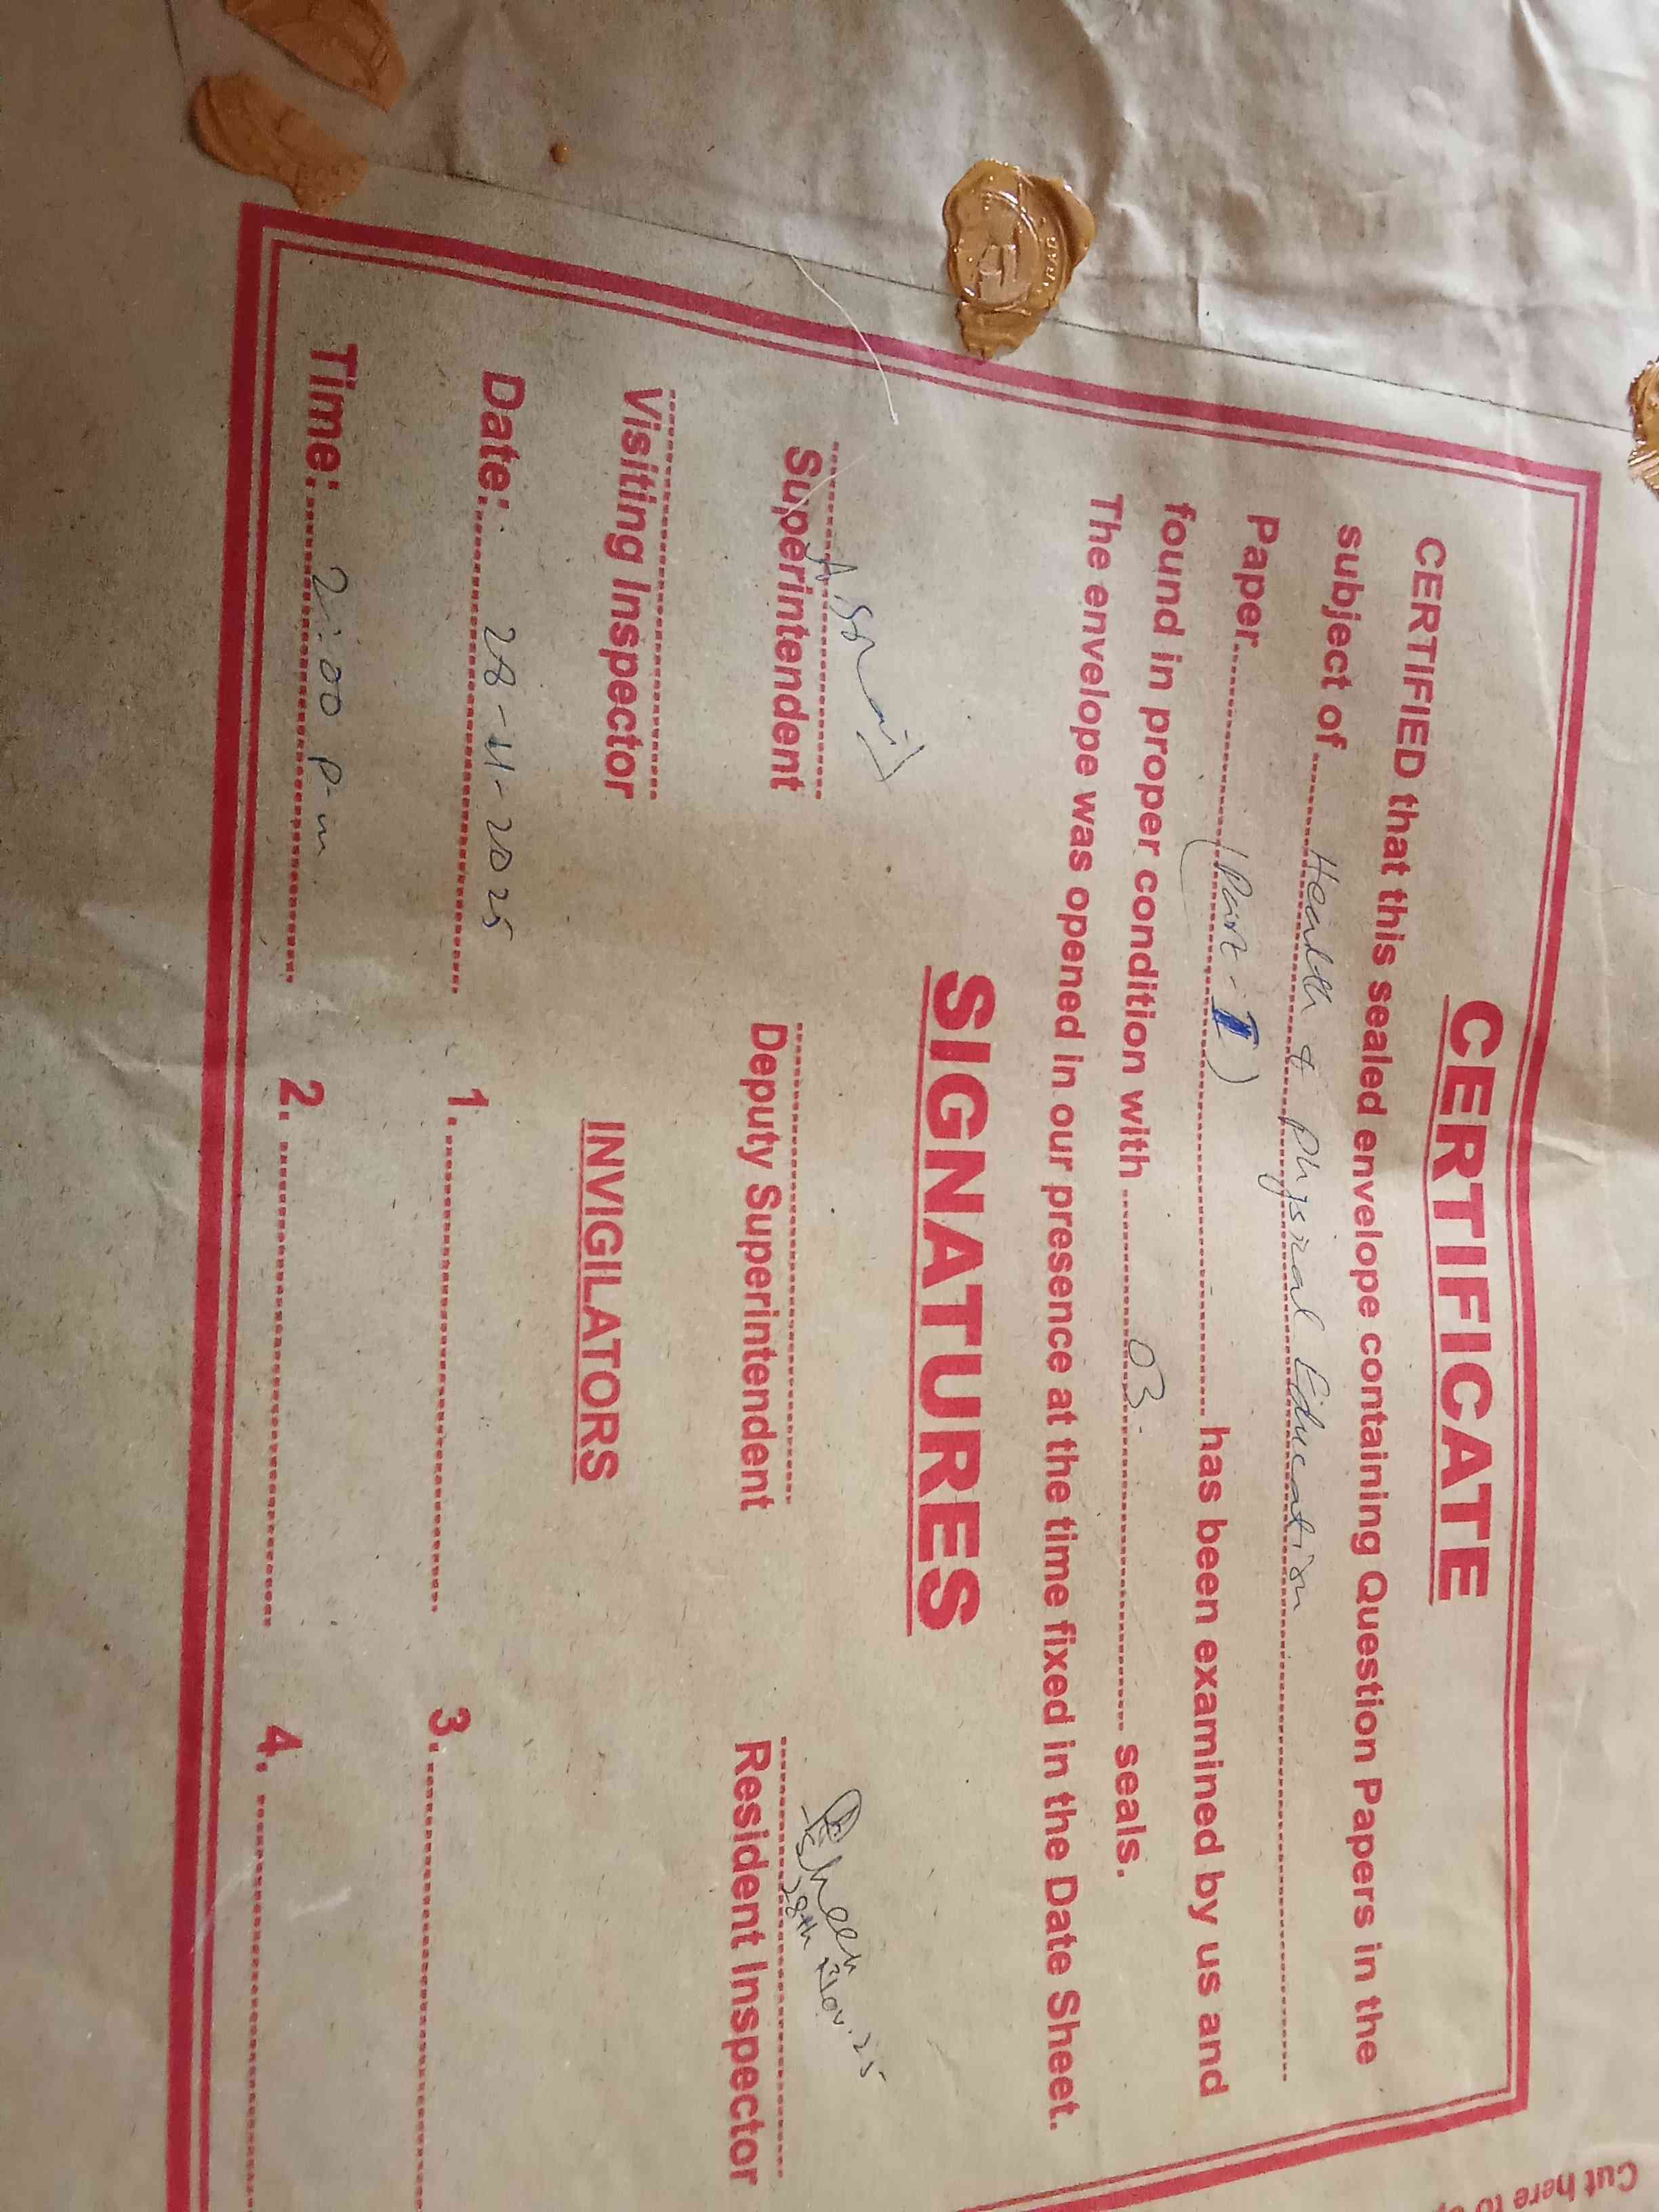 CERTIFICATE
CERTIFIED that this sealed envelope containing Question Papers in the
subject of Health & Physical Education
Paper (Part-I) has been examined by us and
found in proper condition with 03 seals.
The envelope was opened in our presence at the time fixed in the Date Sheet.
SIGNATURES
28th Nov. 25
Superintendent Deputy Superintendent Resident Inspector
Visiting Inspector
INVIGILATORS
Date: 28-11-2025 1. 3.
Time: 2:00 P-m 2. 4.
Cut here to